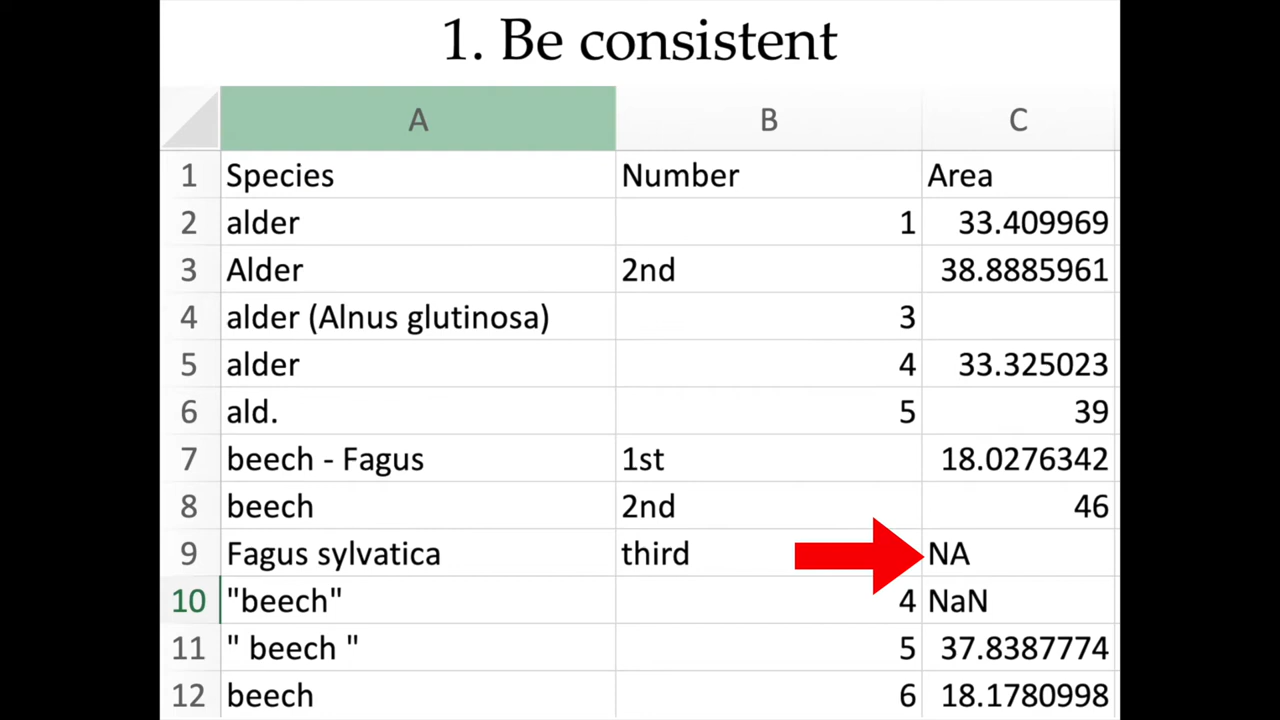 1. Be consistent
A B C
1 Species Number Area
2 alder 1 33.409969
3 Alder 2nd 38.8885961
4 alder (Alnus glutinosa) 3
5 alder 4 33.325023
6 ald. 5 39
7 beech - Fagus 1st 18.0276342
8 beech 2nd 46
9 Fagus sylvatica third NA
10 "beech" 4 NaN
11 " beech " 5 37.8387774
12 beech 6 18.1780998